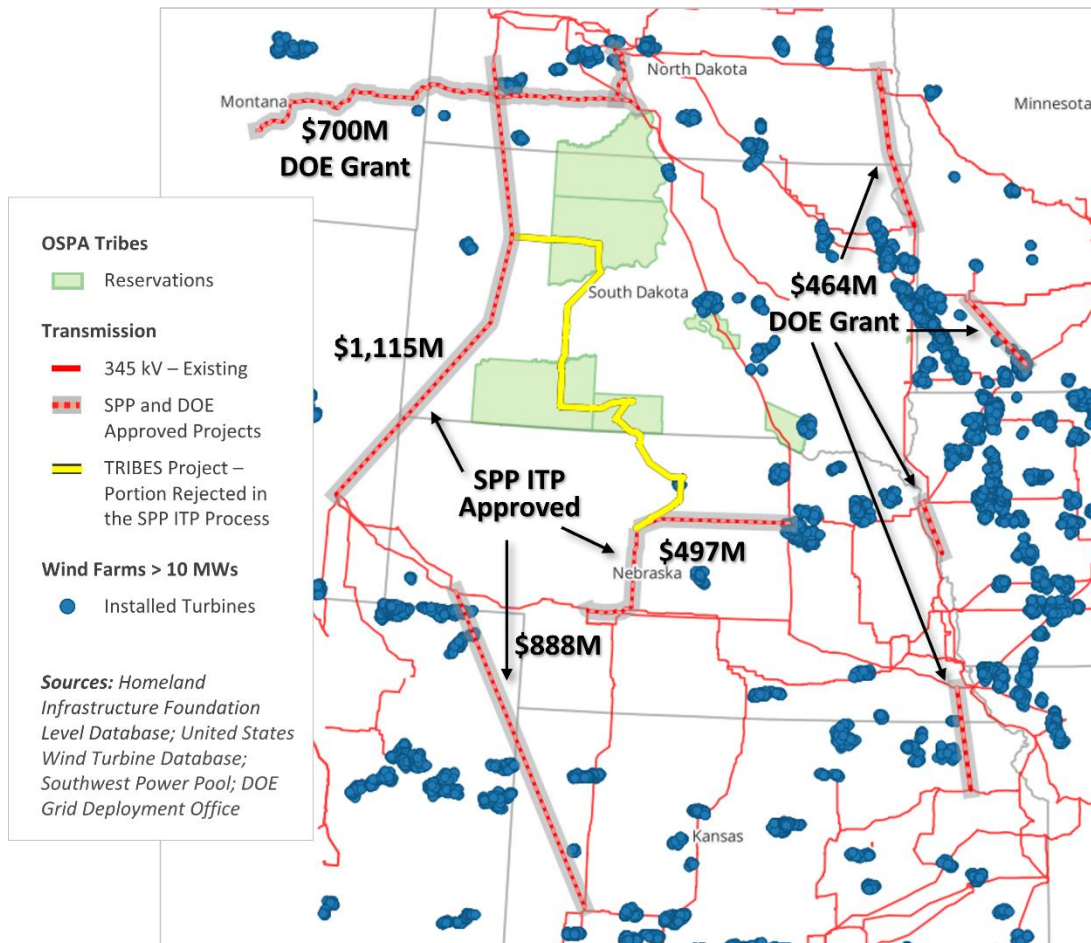 North Dakota
Montana
Minnesota
$700M
DOE Grant
OSPA Tribes
Reservations
Transmission
345 kV – Existing
SPP and DOE
Approved Projects
TRIBES Project –
Portion Rejected in
the SPP ITP Process
Wind Farms > 10 MWs
Installed Turbines
Sources: Homeland
Infrastructure Foundation
Level Database; United States
Wind Turbine Database;
Southwest Power Pool; DOE
Grid Deployment Office
South Dakota
$464M
DOE Grant
$1,115M
SPP ITP
Approved
$497M
Nebraska
$888M
Kansas